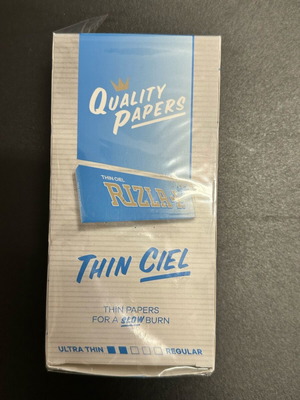 QUALITY
PAPERS
THIN CIEL
RIZLA+
THIN CIEL
THIN PAPERS
FOR A SLOW BURN
ULTRA THIN REGULAR